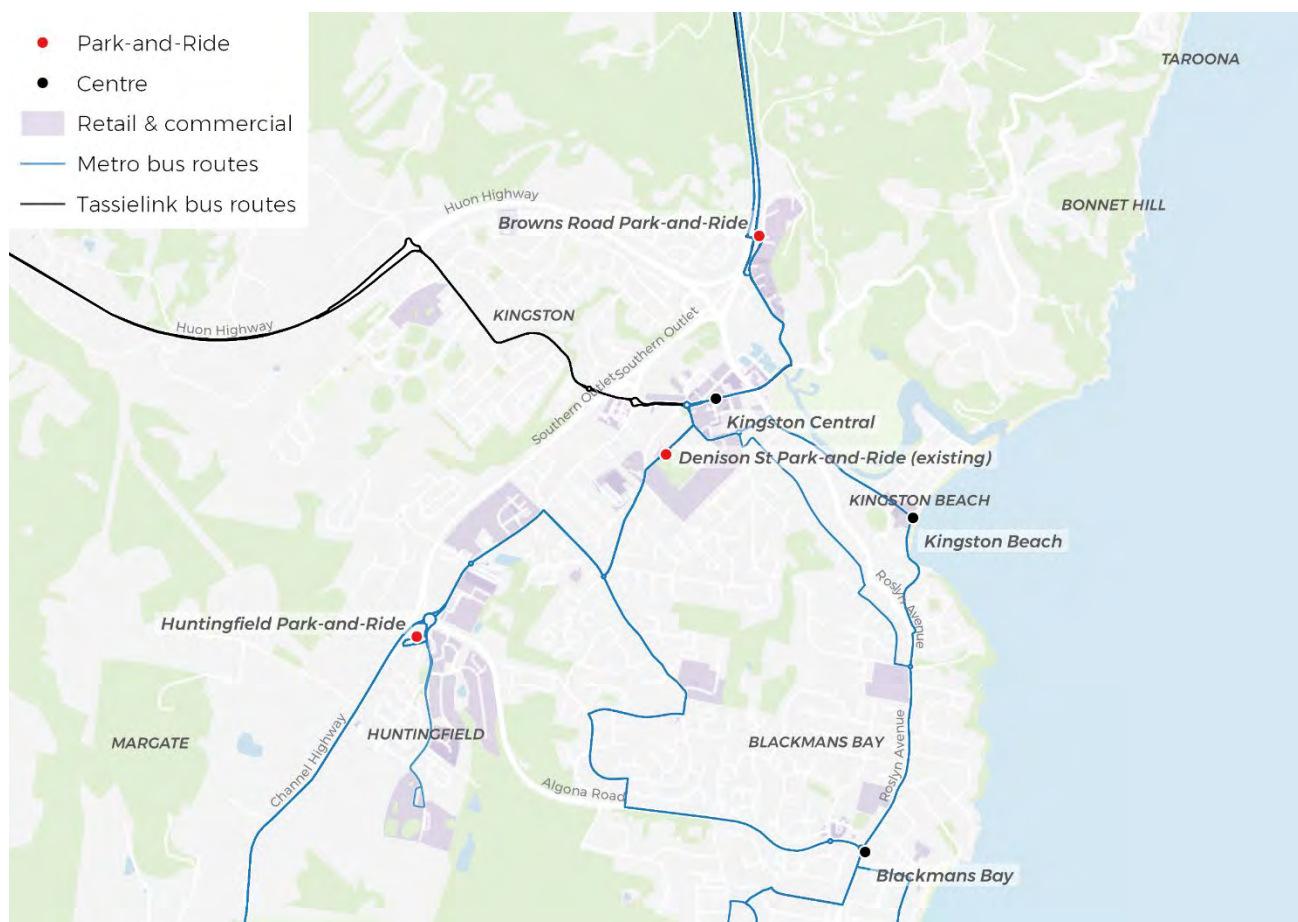 Park-and-Ride
Centre
Retail & commercial
Metro bus routes
Tassielink bus routes
TAROONA
Huon Highway
BONNET HILL
Browns Road Park-and-Ride
KINGSTON
Huon Highway
Southern Outlet
Southern Outlet
Kingston Central
Denison St Park-and-Ride (existing)
KINGSTON BEACH
Kingston Beach
Roslyn Avenue
Huntingfield Park-and-Ride
Channel Highway
HUNTINGFIELD
MARGATE
BLACKMANS BAY
Roslyn Avenue
Algona Road
Blackmans Bay